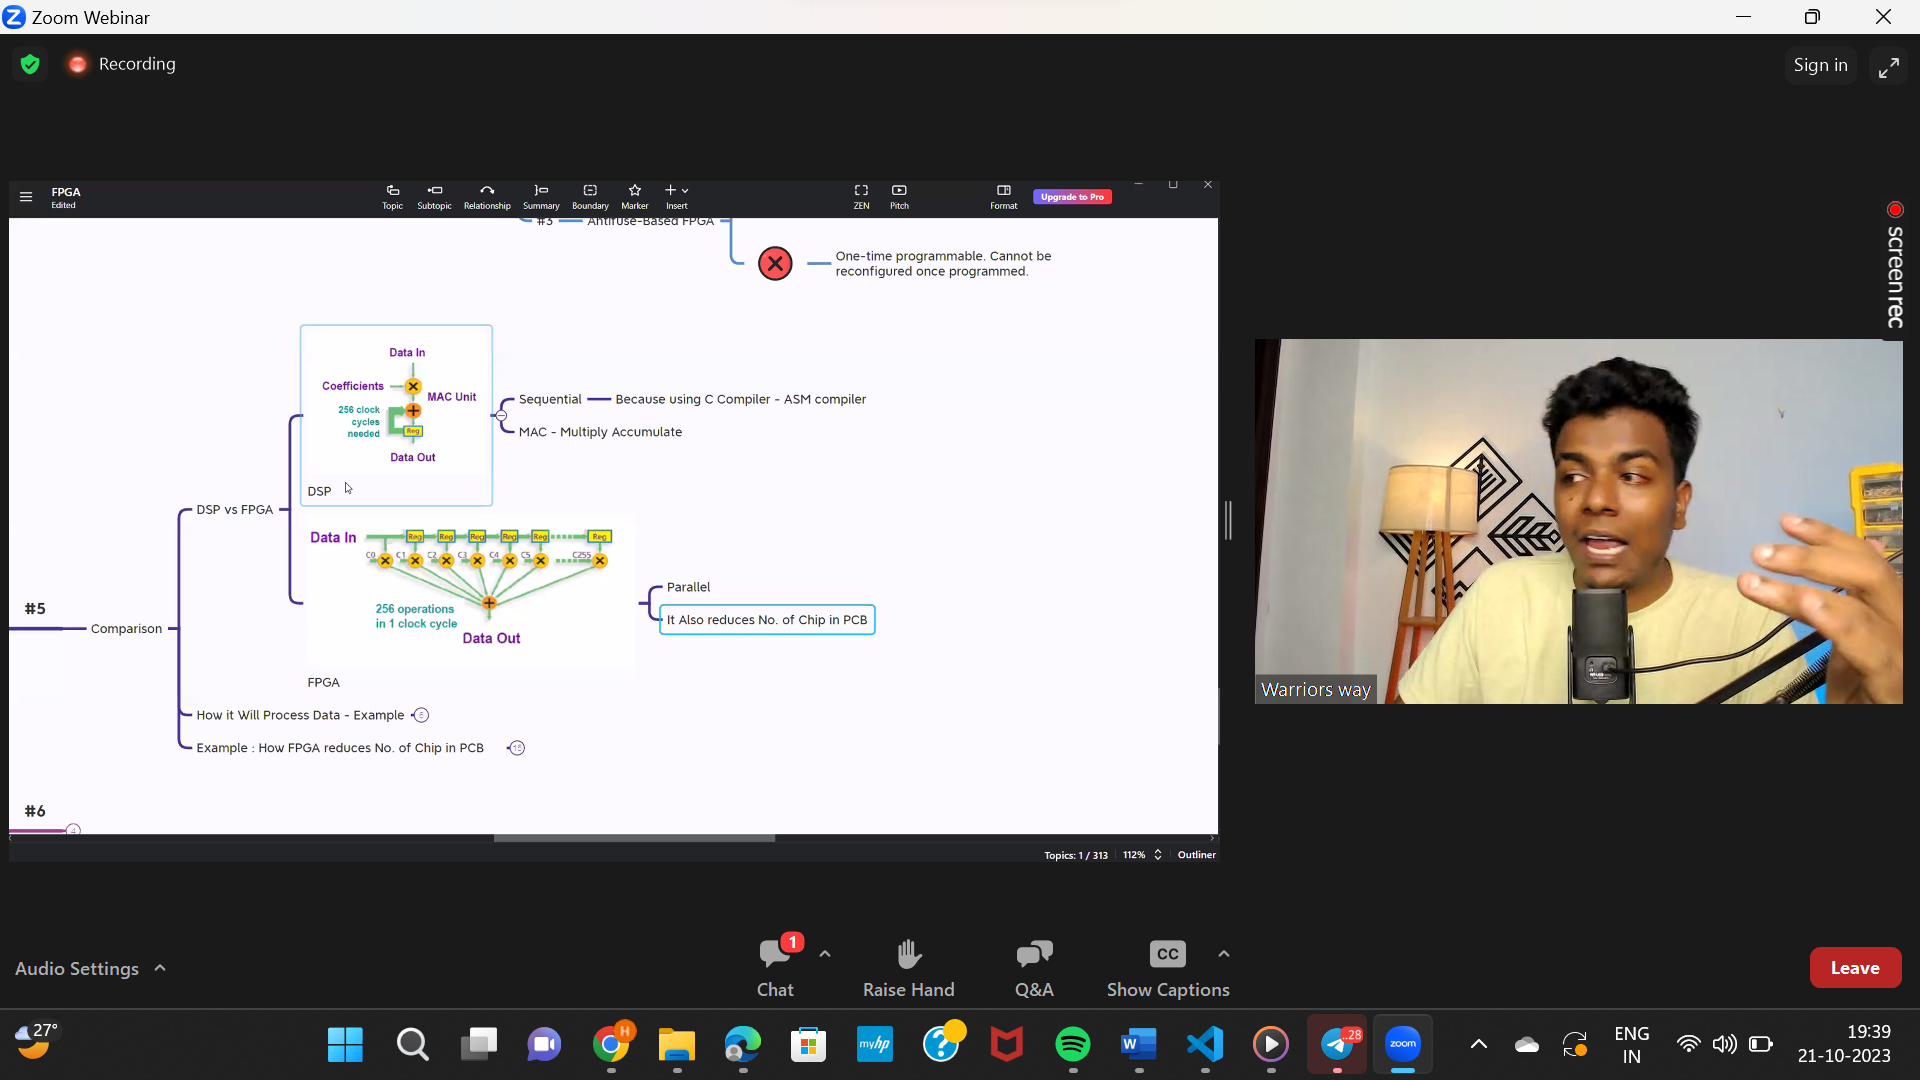 Zoom Webinar
Recording
Sign in
FPGA
Edited
Topic
Subtopic
Relationship
Summary
Boundary
Marker
Insert
ZEN
Pitch
Format
Upgrade to Pro
screenrec
#3
Antifuse-Based FPGA
One-time programmable. Cannot be
reconfigured once programmed.
Data In
Coefficients
MAC Unit
256 clock
cycles
needed
Reg
Data Out
DSP
Sequential
Because using C Compiler - ASM compiler
MAC - Multiply Accumulate
DSP vs FPGA
Data In
Reg Reg Reg Reg Reg Reg
C0 C1 C2 C3 C4 C5 C255
256 operations
in 1 clock cycle
Data Out
FPGA
Parallel
It Also reduces No. of Chip in PCB
#5
Comparison
How it Will Process Data - Example
Example : How FPGA reduces No. of Chip in PCB
15
#6
4
Topics: 1 / 313
112%
Outliner
Warriors way
Audio Settings
1
Chat
Raise Hand
Q&A
CC
Show Captions
Leave
27°
H
myhp
..28
zoom
ENG
IN
19:39
21-10-2023